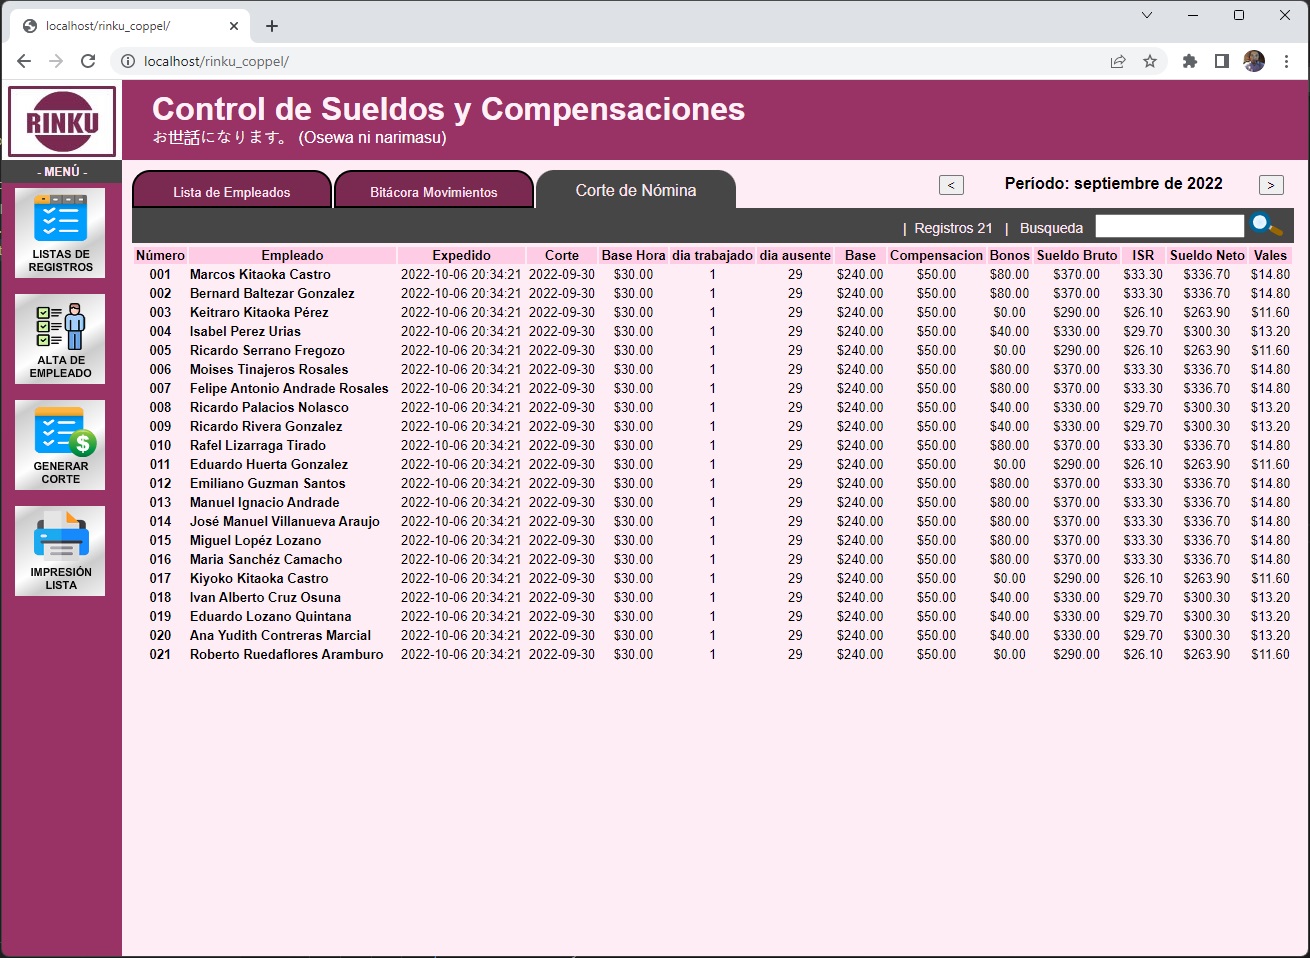 localhost/rinku_coppel/
localhost/rinku_coppel/
RINKU
Control de Sueldos y Compensaciones
お世話になります。 (Osewa ni narimasu)
- MENÚ -
LISTAS DE
REGISTROS
ALTA DE
EMPLEADO
GENERAR
CORTE
IMPRESIÓN
LISTA
Lista de Empleados
Bitácora Movimientos
Corte de Nómina
<
Período: septiembre de 2022
>
| Registros 21 | Busqueda
Número Empleado Expedido Corte Base Hora dia trabajado dia ausente Base Compensacion Bonos Sueldo Bruto ISR Sueldo Neto Vales
001 Marcos Kitaoka Castro 2022-10-06 20:34:21 2022-09-30 $30.00 1 29 $240.00 $50.00 $80.00 $370.00 $33.30 $336.70 $14.80
002 Bernard Baltezar Gonzalez 2022-10-06 20:34:21 2022-09-30 $30.00 1 29 $240.00 $50.00 $80.00 $370.00 $33.30 $336.70 $14.80
003 Keitraro Kitaoka Pérez 2022-10-06 20:34:21 2022-09-30 $30.00 1 29 $240.00 $50.00 $0.00 $290.00 $26.10 $263.90 $11.60
004 Isabel Perez Urias 2022-10-06 20:34:21 2022-09-30 $30.00 1 29 $240.00 $50.00 $40.00 $330.00 $29.70 $300.30 $13.20
005 Ricardo Serrano Fregozo 2022-10-06 20:34:21 2022-09-30 $30.00 1 29 $240.00 $50.00 $0.00 $290.00 $26.10 $263.90 $11.60
006 Moises Tinajeros Rosales 2022-10-06 20:34:21 2022-09-30 $30.00 1 29 $240.00 $50.00 $80.00 $370.00 $33.30 $336.70 $14.80
007 Felipe Antonio Andrade Rosales 2022-10-06 20:34:21 2022-09-30 $30.00 1 29 $240.00 $50.00 $80.00 $370.00 $33.30 $336.70 $14.80
008 Ricardo Palacios Nolasco 2022-10-06 20:34:21 2022-09-30 $30.00 1 29 $240.00 $50.00 $40.00 $330.00 $29.70 $300.30 $13.20
009 Ricardo Rivera Gonzalez 2022-10-06 20:34:21 2022-09-30 $30.00 1 29 $240.00 $50.00 $40.00 $330.00 $29.70 $300.30 $13.20
010 Rafel Lizarraga Tirado 2022-10-06 20:34:21 2022-09-30 $30.00 1 29 $240.00 $50.00 $80.00 $370.00 $33.30 $336.70 $14.80
011 Eduardo Huerta Gonzalez 2022-10-06 20:34:21 2022-09-30 $30.00 1 29 $240.00 $50.00 $0.00 $290.00 $26.10 $263.90 $11.60
012 Emiliano Guzman Santos 2022-10-06 20:34:21 2022-09-30 $30.00 1 29 $240.00 $50.00 $80.00 $370.00 $33.30 $336.70 $14.80
013 Manuel Ignacio Andrade 2022-10-06 20:34:21 2022-09-30 $30.00 1 29 $240.00 $50.00 $80.00 $370.00 $33.30 $336.70 $14.80
014 José Manuel Villanueva Araujo 2022-10-06 20:34:21 2022-09-30 $30.00 1 29 $240.00 $50.00 $80.00 $370.00 $33.30 $336.70 $14.80
015 Miguel Lopéz Lozano 2022-10-06 20:34:21 2022-09-30 $30.00 1 29 $240.00 $50.00 $80.00 $370.00 $33.30 $336.70 $14.80
016 Maria Sanchéz Camacho 2022-10-06 20:34:21 2022-09-30 $30.00 1 29 $240.00 $50.00 $80.00 $370.00 $33.30 $336.70 $14.80
017 Kiyoko Kitaoka Castro 2022-10-06 20:34:21 2022-09-30 $30.00 1 29 $240.00 $50.00 $0.00 $290.00 $26.10 $263.90 $11.60
018 Ivan Alberto Cruz Osuna 2022-10-06 20:34:21 2022-09-30 $30.00 1 29 $240.00 $50.00 $40.00 $330.00 $29.70 $300.30 $13.20
019 Eduardo Lozano Quintana 2022-10-06 20:34:21 2022-09-30 $30.00 1 29 $240.00 $50.00 $40.00 $330.00 $29.70 $300.30 $13.20
020 Ana Yudith Contreras Marcial 2022-10-06 20:34:21 2022-09-30 $30.00 1 29 $240.00 $50.00 $40.00 $330.00 $29.70 $300.30 $13.20
021 Roberto Ruedaflores Aramburo 2022-10-06 20:34:21 2022-09-30 $30.00 1 29 $240.00 $50.00 $0.00 $290.00 $26.10 $263.90 $11.60